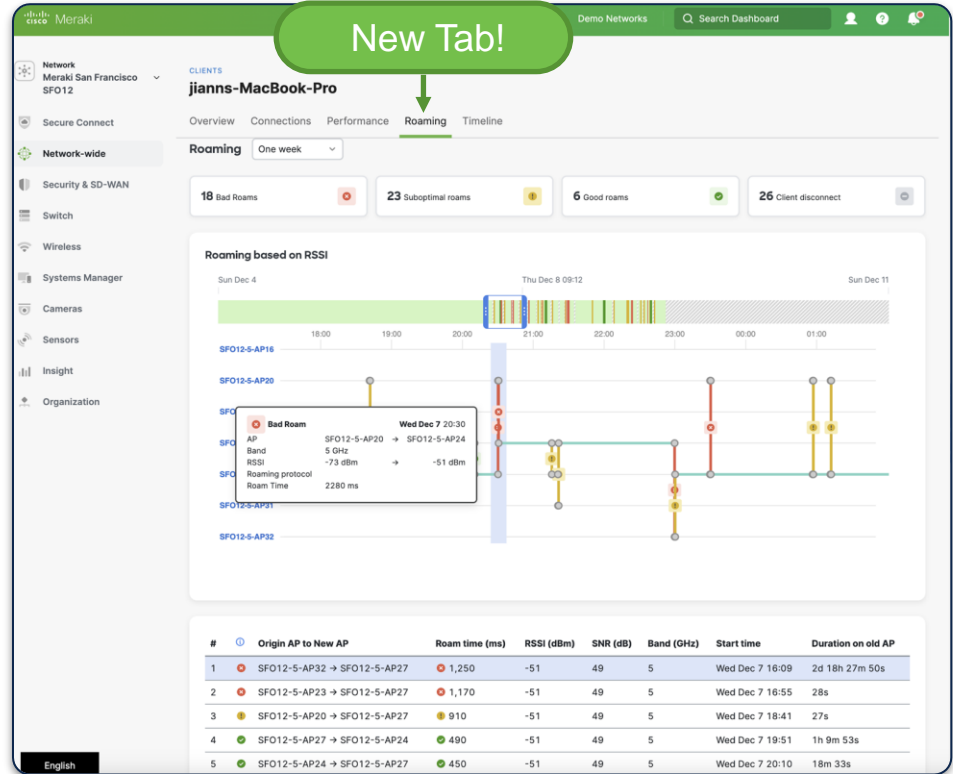 New Tab!
cisco Meraki
Demo Networks
Search Dashboard
Network
Meraki San Francisco
SFO12
Secure Connect
Network-wide
Security & SD-WAN
Switch
Wireless
Systems Manager
Cameras
Sensors
Insight
Organization
English
CLIENTS
jianns-MacBook-Pro
Overview Connections Performance Roaming Timeline
Roaming One week
18 Bad Roams 23 Suboptimal roams 6 Good roams 26 Client disconnect
Roaming based on RSSI
Sun Dec 4 Thu Dec 8 09:12 Sun Dec 11
18:00 19:00 20:00 21:00 22:00 23:00 00:00 01:00
SFO12-5-AP16
SFO12-5-AP20
SFO
SFO
SFO
SFO12-5-AP31
SFO12-5-AP32
Bad Roam Wed Dec 7 20:30
AP SFO12-5-AP20 → SFO12-5-AP24
Band 5 GHz
RSSI -73 dBm → -51 dBm
Roaming protocol
Roam Time 2280 ms
# Origin AP to New AP Roam time (ms) RSSI (dBm) SNR (dB) Band (GHz) Start time Duration on old AP
1 SFO12-5-AP32 → SFO12-5-AP27 1,250 -51 49 5 Wed Dec 7 16:09 2d 18h 27m 50s
2 SFO12-5-AP23 → SFO12-5-AP27 1,170 -51 49 5 Wed Dec 7 16:55 28s
3 SFO12-5-AP20 → SFO12-5-AP27 910 -51 49 5 Wed Dec 7 18:41 27s
4 SFO12-5-AP27 → SFO12-5-AP24 490 -51 49 5 Wed Dec 7 19:51 1h 9m 53s
5 SFO12-5-AP24 → SFO12-5-AP27 450 -51 49 5 Wed Dec 7 20:10 18m 33s